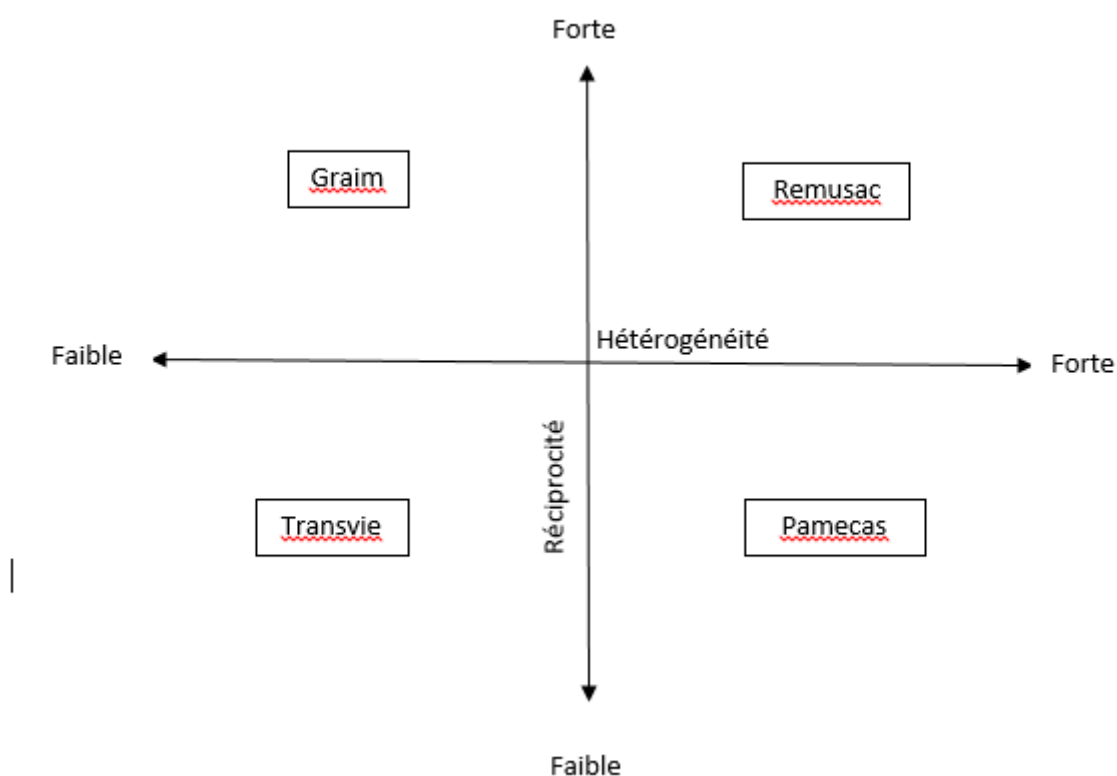 Forte
Graim
Remusac
Hétérogénéité
Faible
Forte
Réciprocité
Transvie
Pamecas
Faible